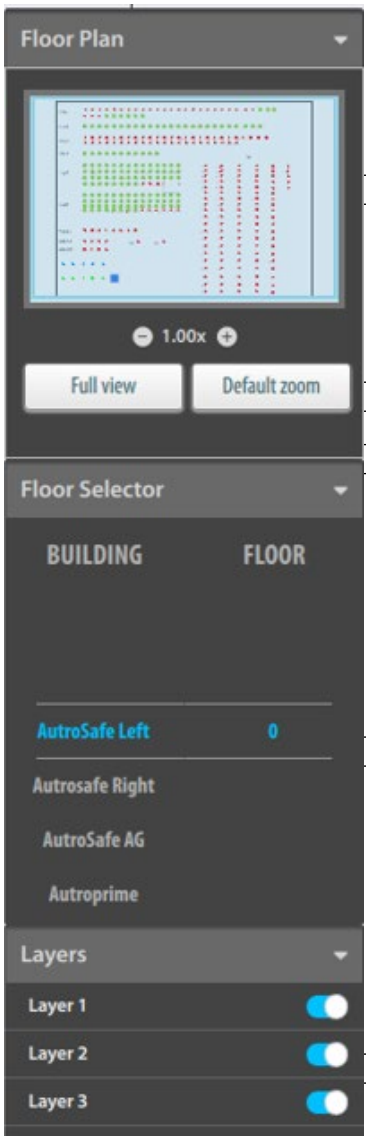 Floor Plan
1.00x
Full view Default zoom
Floor Selector
BUILDING FLOOR
AutroSafe Left 0
Autrosafe Right
AutroSafe AG
Autroprime
Layers
Layer 1
Layer 2
Layer 3